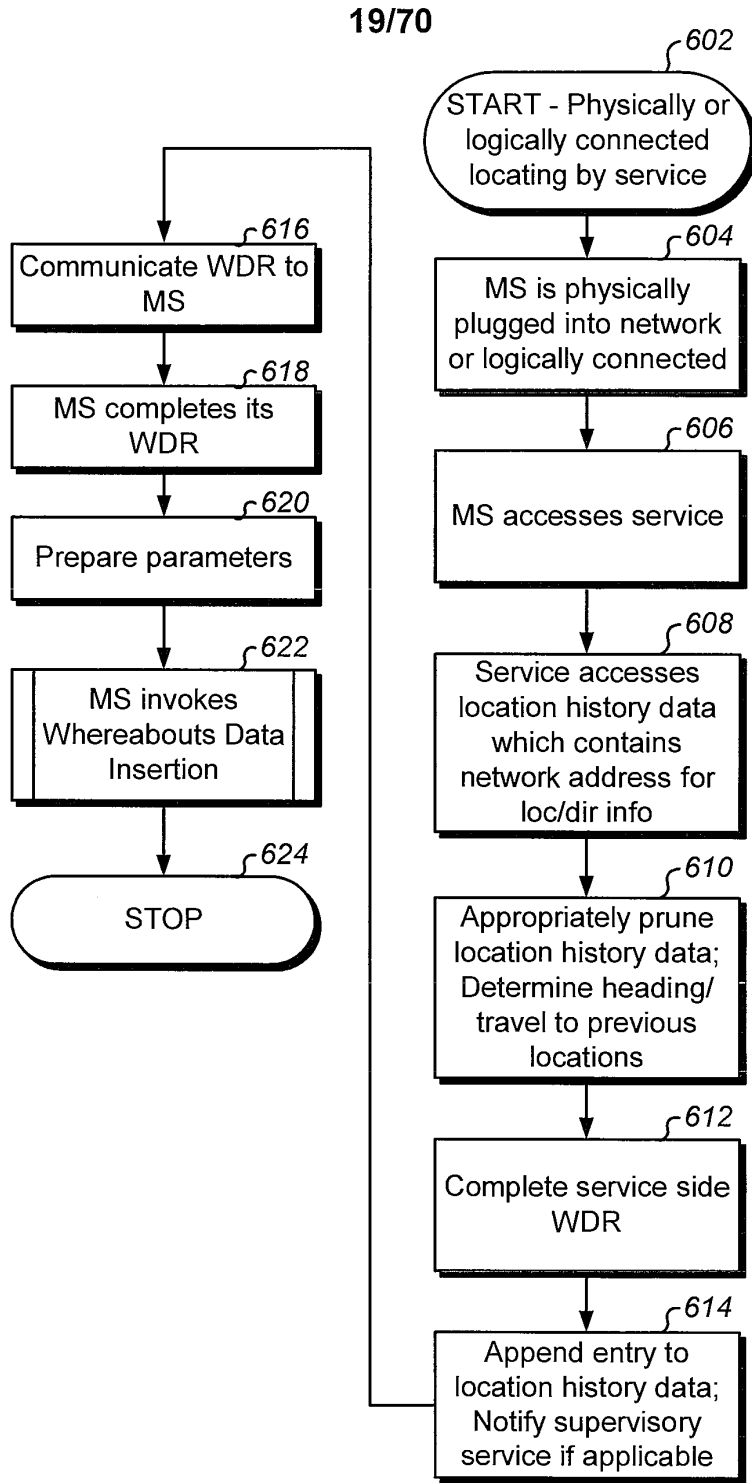 19/70
602
START - Physically or
logically connected
locating by service
604
MS is physically
plugged into network
or logically connected
606
MS accesses service
608
Service accesses
location history data
which contains
network address for
loc/dir info
610
Appropriately prune
location history data;
Determine heading/
travel to previous
locations
612
Complete service side
WDR
614
Append entry to
location history data;
Notify supervisory
service if applicable
616
Communicate WDR to
MS
618
MS completes its
WDR
620
Prepare parameters
622
MS invokes
Whereabouts Data
Insertion
624
STOP